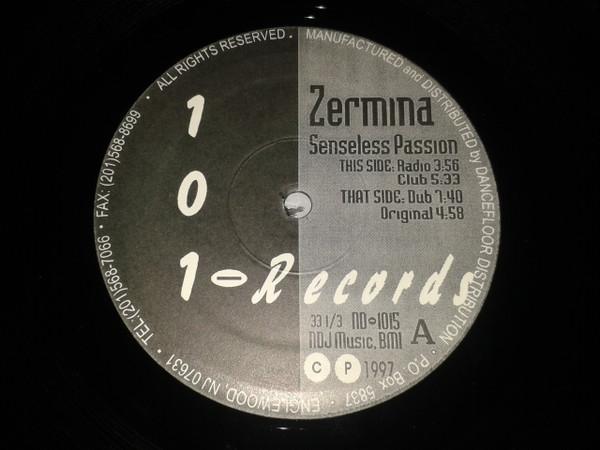 ALL RIGHTS RESERVED • MANUFACTURED and DISTRIBUTED by DANCEFLOOR DISTRIBUTION • P.O. Box 5837 • ENGLEWOOD, NJ 07631 • TEL:(201)568-7066 • FAX: (201)568-8699 •
1
0
1-Records
Zermina
Senseless Passion
THIS SIDE: Radio 3:56
Club 5:33
THAT SIDE: Dub 7:40
Original 4:58
33 1/3 ND-1015
NDJ Music, BMI A
C P 1997